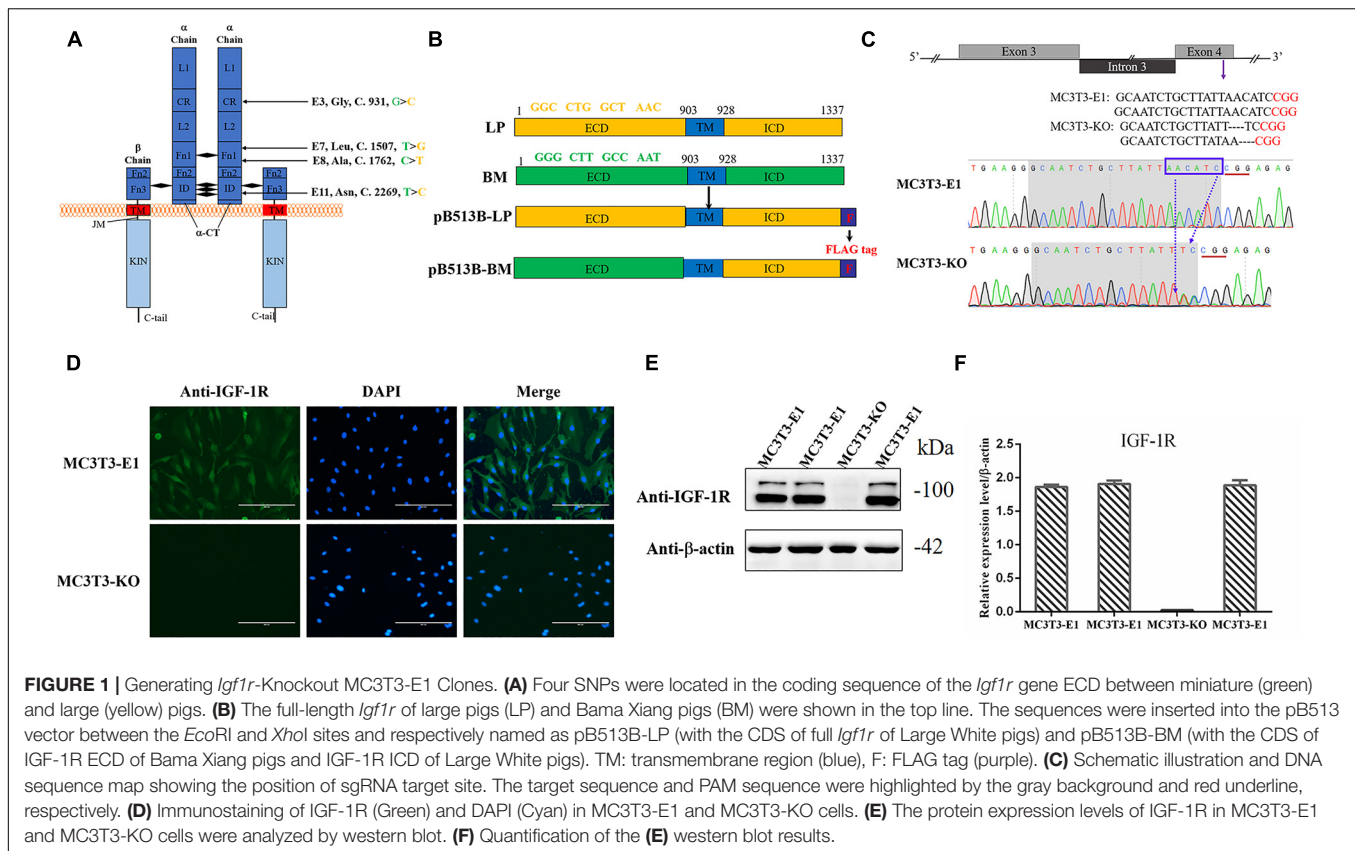 A
α
Chain
α
Chain
L1
L1
CR
CR
E3, Gly, C. 931, G>C
L2
L2
E7, Leu, C. 1507, T>G
Fn1
Fn1
E8, Ala, C. 1762, C>T
β
Chain
Fn2
Fn2
Fn2
Fn2
Fn3
ID
ID
Fn3
E11, Asn, C. 2269, T>C
TM
TM
JM
α-CT
KIN
KIN
C-tail
C-tail
B
1 GGC CTG GCT AAC 903 928 1337
LP ECD TM ICD
1 GGG CTT GCC AAT 903 928 1337
BM ECD TM ICD
pB513B-LP ECD TM ICD F
FLAG tag
pB513B-BM ECD TM ICD F
C
5’ Exon 3 Exon 4 3’
Intron 3
MC3T3-E1: GCAATCTGCTTATTAACATCCGG
GCAATCTGCTTATTAACATCCGG
MC3T3-KO: GCAATCTGCTTATT----TCCGG
GCAATCTGCTTATAA----CGG
TGAAGGGCAATCTGCTTATTAACATCCGGAGAG
MC3T3-E1
TGAAGGGCAATCTGCTTATTTCCGGAGAG
MC3T3-KO
D
Anti-IGF-1R DAPI Merge
MC3T3-E1
MC3T3-KO
E
MC3T3-E1 MC3T3-E1 MC3T3-KO MC3T3-E1
kDa
Anti-IGF-1R -100
Anti-β-actin -42
F
IGF-1R
Relative expression level/β-actin
2.5
2.0
1.5
1.0
0.5
0.0
MC3T3-E1 MC3T3-E1 MC3T3-KO MC3T3-E1
FIGURE 1 | Generating Igf1r-Knockout MC3T3-E1 Clones. (A) Four SNPs were located in the coding sequence of the Igf1r gene ECD between miniature (green)
and large (yellow) pigs. (B) The full-length Igf1r of large pigs (LP) and Bama Xiang pigs (BM) were shown in the top line. The sequences were inserted into the pB513
vector between the EcoRI and XhoI sites and respectively named as pB513B-LP (with the CDS of full Igf1r of Large White pigs) and pB513B-BM (with the CDS of
IGF-1R ECD of Bama Xiang pigs and IGF-1R ICD of Large White pigs). TM: transmembrane region (blue), F: FLAG tag (purple). (C) Schematic illustration and DNA
sequence map showing the position of sgRNA target site. The target sequence and PAM sequence were highlighted by the gray background and red underline,
respectively. (D) Immunostaining of IGF-1R (Green) and DAPI (Cyan) in MC3T3-E1 and MC3T3-KO cells. (E) The protein expression levels of IGF-1R in MC3T3-E1
and MC3T3-KO cells were analyzed by western blot. (F) Quantification of the (E) western blot results.